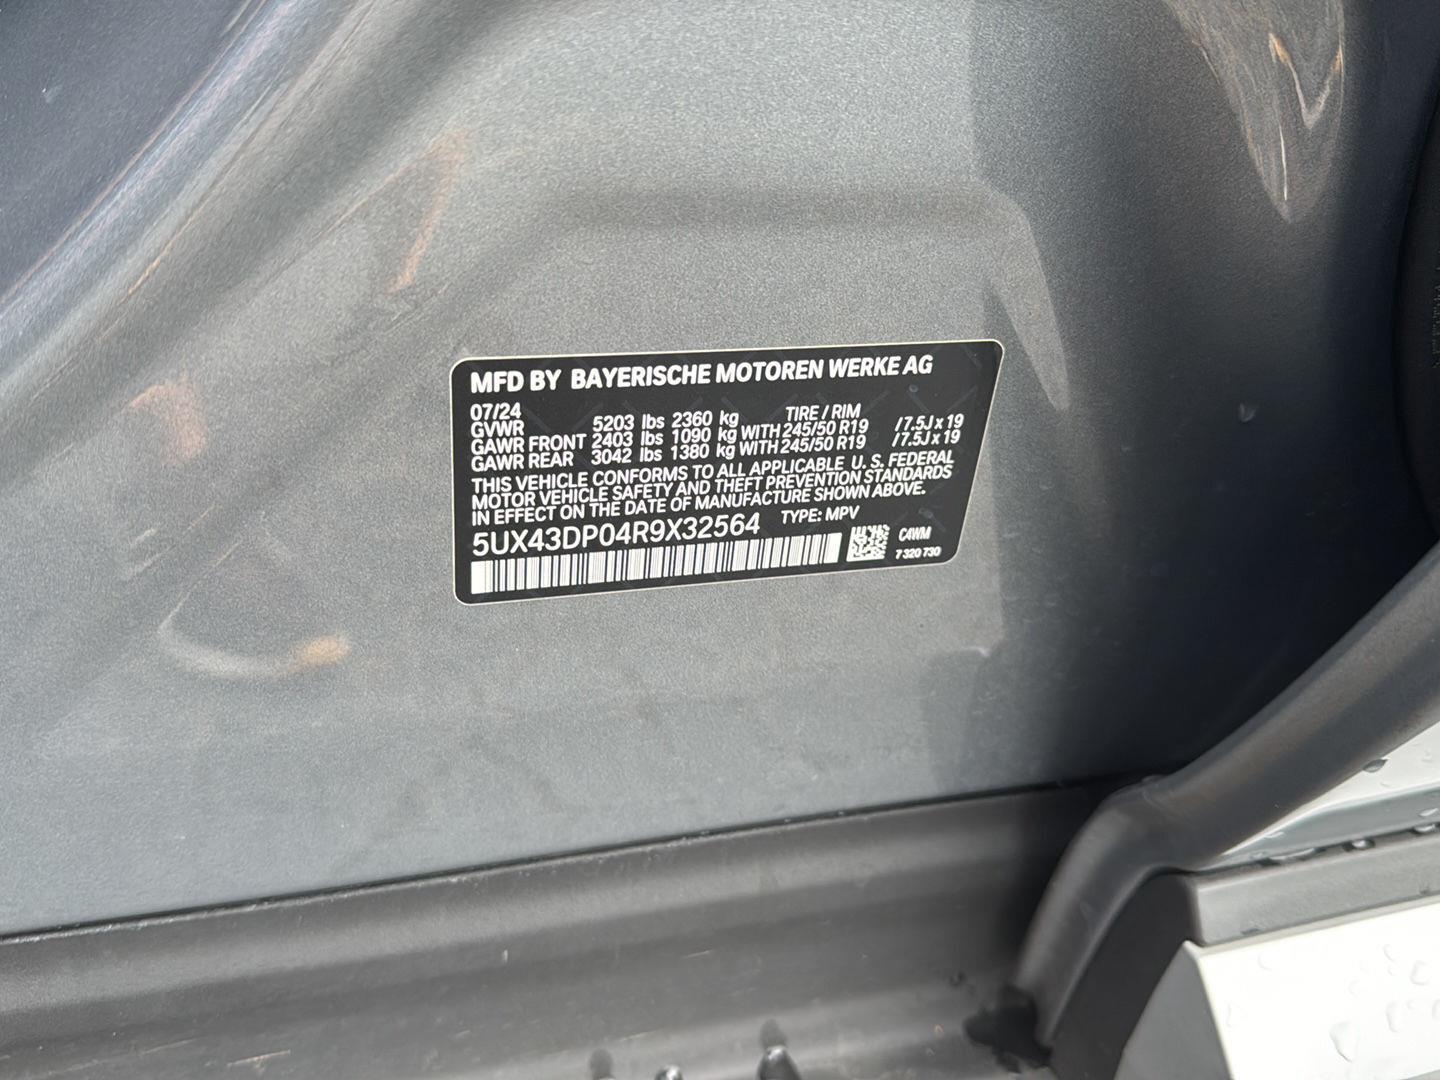 MFD BY BAYERISCHE MOTOREN WERKE AG
07/24 TIRE / RIM
GVWR 5203 lbs 2360 kg
GAWR FRONT 2403 lbs 1090 kg WITH 245/50 R19 /7.5J x 19
GAWR REAR 3042 lbs 1380 kg WITH 245/50 R19 /7.5J x 19
THIS VEHICLE CONFORMS TO ALL APPLICABLE U. S. FEDERAL
MOTOR VEHICLE SAFETY AND THEFT PREVENTION STANDARDS
IN EFFECT ON THE DATE OF MANUFACTURE SHOWN ABOVE.
5UX43DP04R9X32564 TYPE: MPV
C4WM
7 320 730